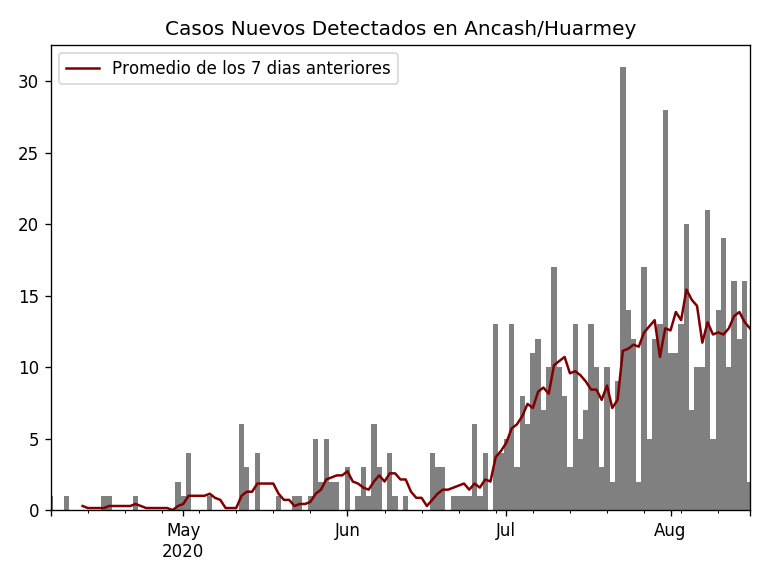 Casos Nuevos Detectados en Ancash/Huarmey
Promedio de los 7 dias anteriores
30
25
20
15
10
5
0
May
2020
Jun
Jul
Aug